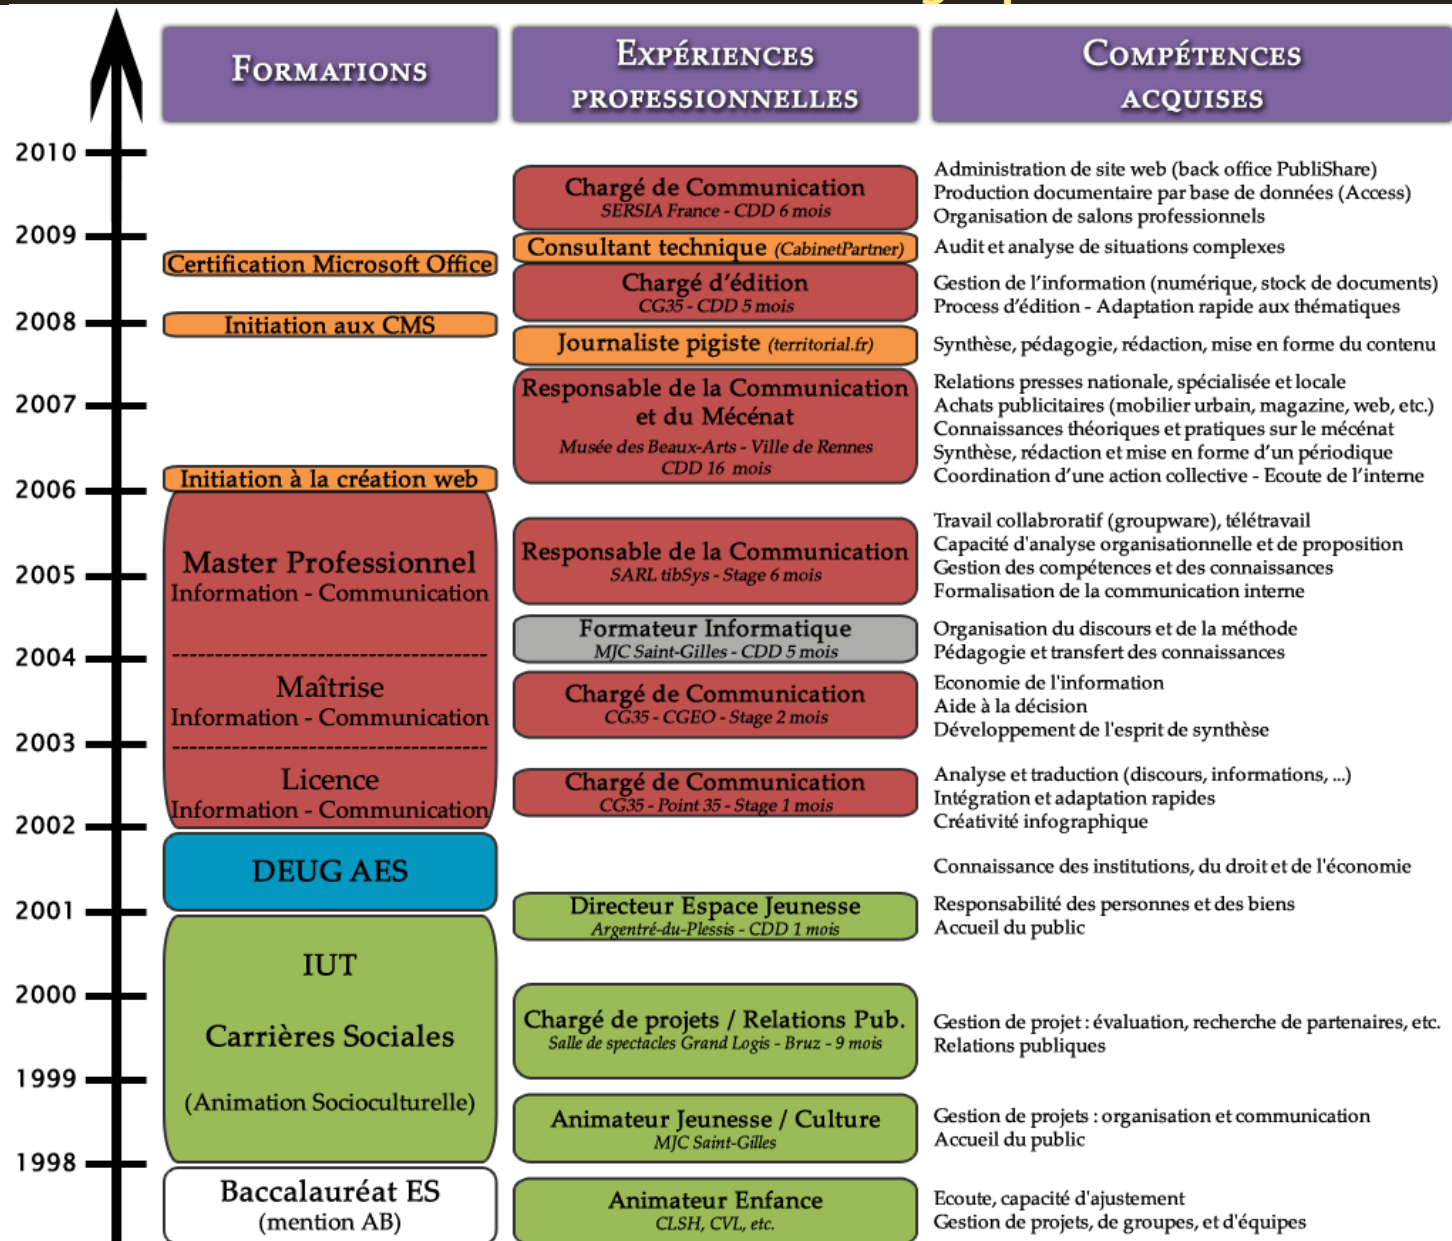 FORMATIONS
EXPÉRIENCES
PROFESSIONNELLES
COMPÉTENCES
ACQUISES
2010
Chargé de Communication
SERSIA France - CDD 6 mois
Administration de site web (back office PubliShare)
Production documentaire par base de données (Access)
Organisation de salons professionnels
2009
Consultant technique (CabinetPartner)
Audit et analyse de situations complexes
Certification Microsoft Office
Chargé d’édition
CG35 - CDD 5 mois
Gestion de l’information (numérique, stock de documents)
Process d’édition - Adaptation rapide aux thématiques
2008
Initiation aux CMS
Journaliste pigiste (territorial.fr)
Synthèse, pédagogie, rédaction, mise en forme du contenu
2007
Responsable de la Communication
et du Mécénat
Musée des Beaux-Arts - Ville de Rennes
CDD 16 mois
Relations presses nationale, spécialisée et locale
Achats publicitaires (mobilier urbain, magazine, web, etc.)
Connaissances théoriques et pratiques sur le mécénat
Synthèse, rédaction et mise en forme d’un périodique
Coordination d’une action collective - Ecoute de l’interne
Initiation à la création web
2006
Master Professionnel
Information - Communication
2005
Responsable de la Communication
SARL tibSys - Stage 6 mois
Travail collabroratif (groupware), télétravail
Capacité d'analyse organisationnelle et de proposition
Gestion des compétences et des connaissances
Formalisation de la communication interne
Formateur Informatique
MJC Saint-Gilles - CDD 5 mois
Organisation du discours et de la méthode
Pédagogie et transfert des connaissances
2004
Maîtrise
Information - Communication
Chargé de Communication
CG35 - CGEO - Stage 2 mois
Economie de l'information
Aide à la décision
Développement de l'esprit de synthèse
2003
Licence
Information - Communication
Chargé de Communication
CG35 - Point 35 - Stage 1 mois
Analyse et traduction (discours, informations, ...)
Intégration et adaptation rapides
Créativité infographique
2002
DEUG AES
Connaissance des institutions, du droit et de l'économie
2001
Directeur Espace Jeunesse
Argentré-du-Plessis - CDD 1 mois
Responsabilité des personnes et des biens
Accueil du public
IUT
Carrières Sociales
(Animation Socioculturelle)
2000
Chargé de projets / Relations Pub.
Salle de spectacles Grand Logis - Bruz - 9 mois
Gestion de projet : évaluation, recherche de partenaires, etc.
Relations publiques
1999
Animateur Jeunesse / Culture
MJC Saint-Gilles
Gestion de projets : organisation et communication
Accueil du public
1998
Baccalauréat ES
(mention AB)
Animateur Enfance
CLSH, CVL, etc.
Ecoute, capacité d'ajustement
Gestion de projets, de groupes, et d'équipes